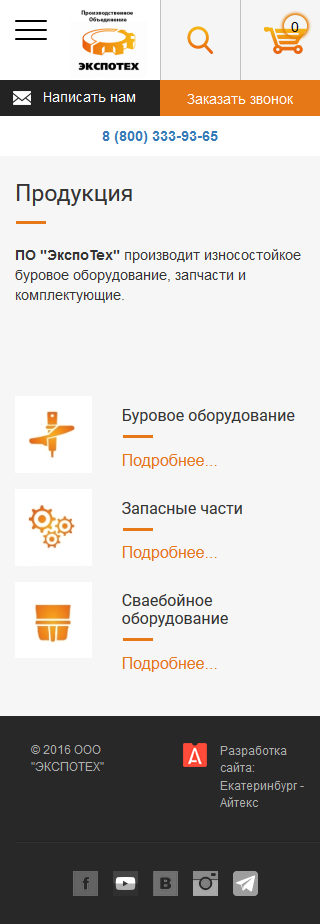 Производственное
Объединение
ЭКСПОТЕХ
0
Написать нам
Заказать звонок
8 (800) 333-93-65
Продукция
ПО "ЭкспоТех" производит износостойкое
буровое оборудование, запчасти и
комплектующие.
Буровое оборудование
Подробнее...
Запасные части
Подробнее...
Сваебойное
оборудование
Подробнее...
© 2016 ООО
"ЭКСПОТЕХ"
Разработка
сайта:
Екатеринбург -
Айтекс